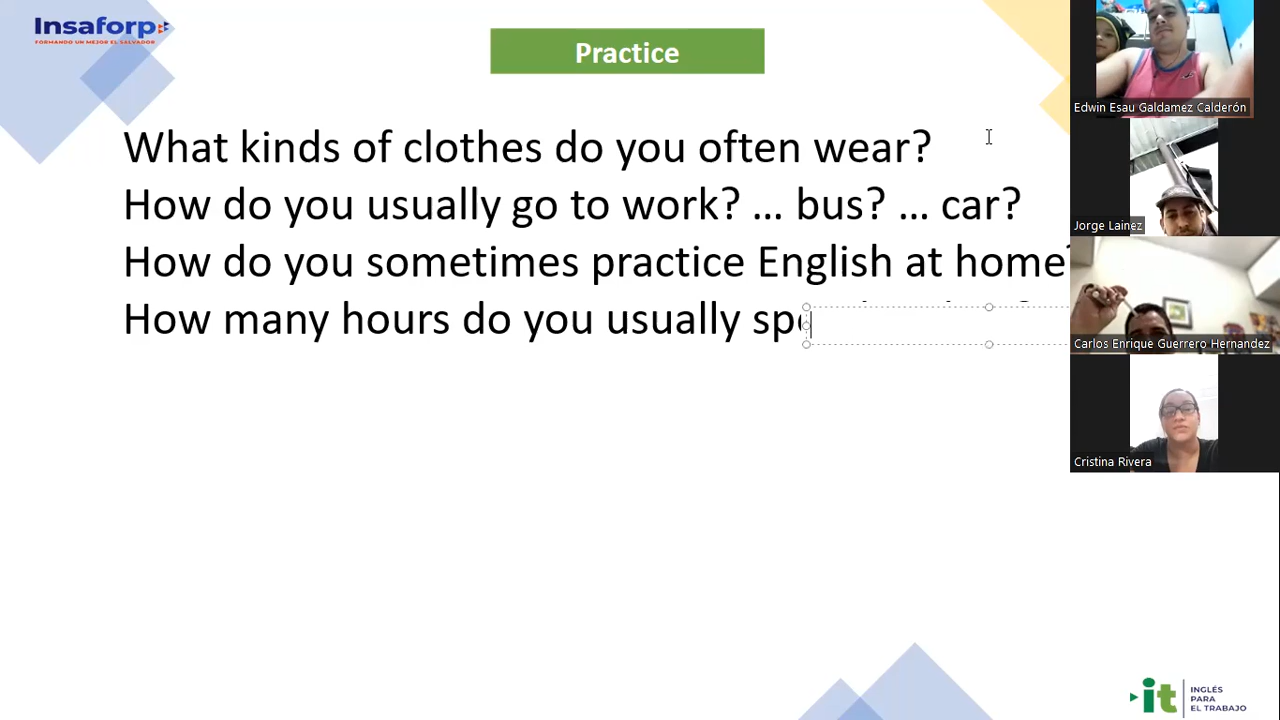 Insaforp
FORMANDO UN MEJOR EL SALVADOR
Practice
What kinds of clothes do you often wear?
How do you usually go to work? ... bus? ... car?
How do you sometimes practice English at home?
How many hours do you usually spe
Edwin Esau Galdamez Calderón
Jorge Lainez
Carlos Enrique Guerrero Hernandez
Cristina Rivera
it
INGLÉS
PARA
EL TRABAJO